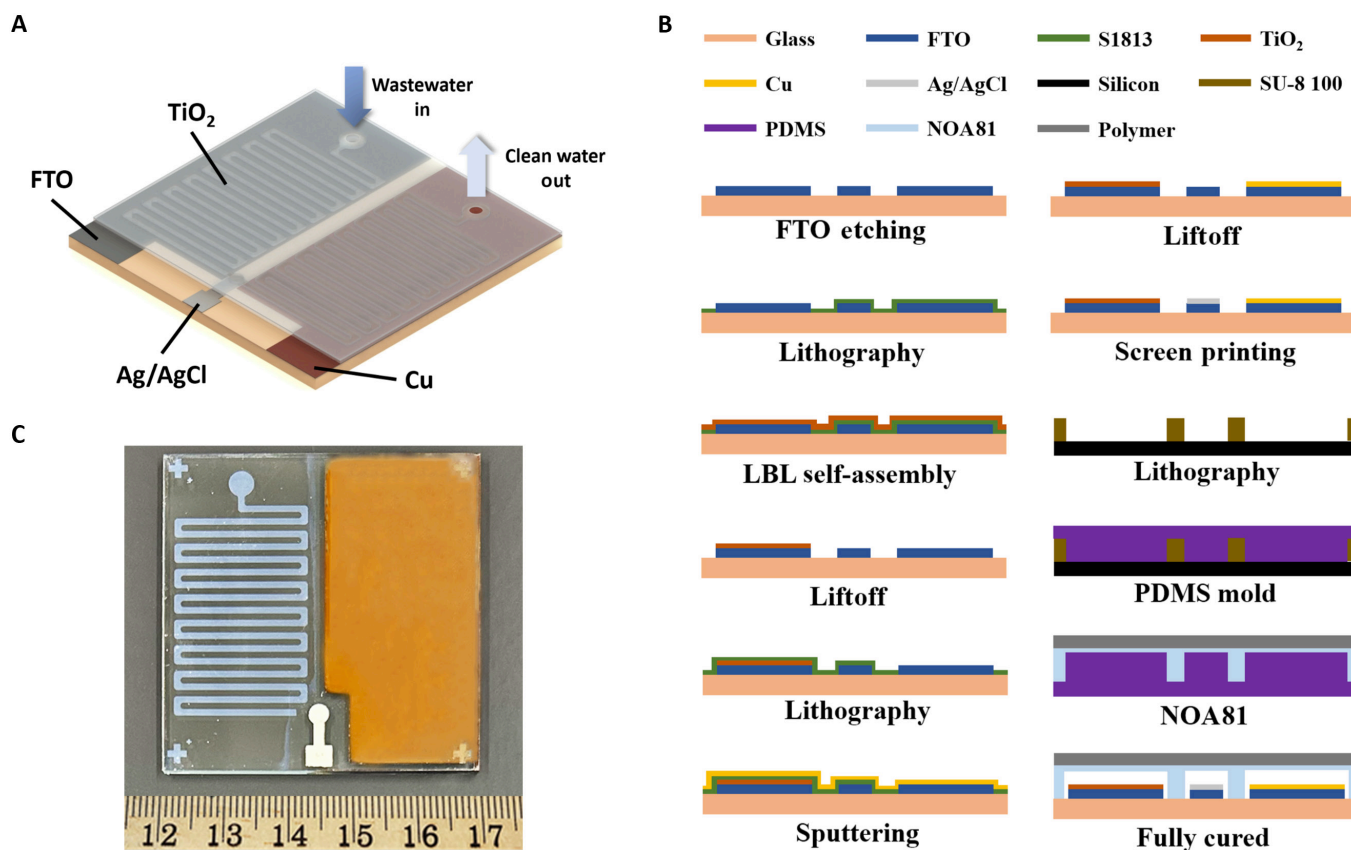 A
Wastewater
in
TiO₂
Clean water
out
FTO
Ag/AgCl
Cu
B
Glass
FTO
S1813
TiO₂
Cu
Ag/AgCl
Silicon
SU-8 100
PDMS
NOA81
Polymer
FTO etching
Liftoff
Lithography
Screen printing
LBL self-assembly
Lithography
Liftoff
PDMS mold
Lithography
NOA81
Sputtering
Fully cured
C
12 13 14 15 16 17